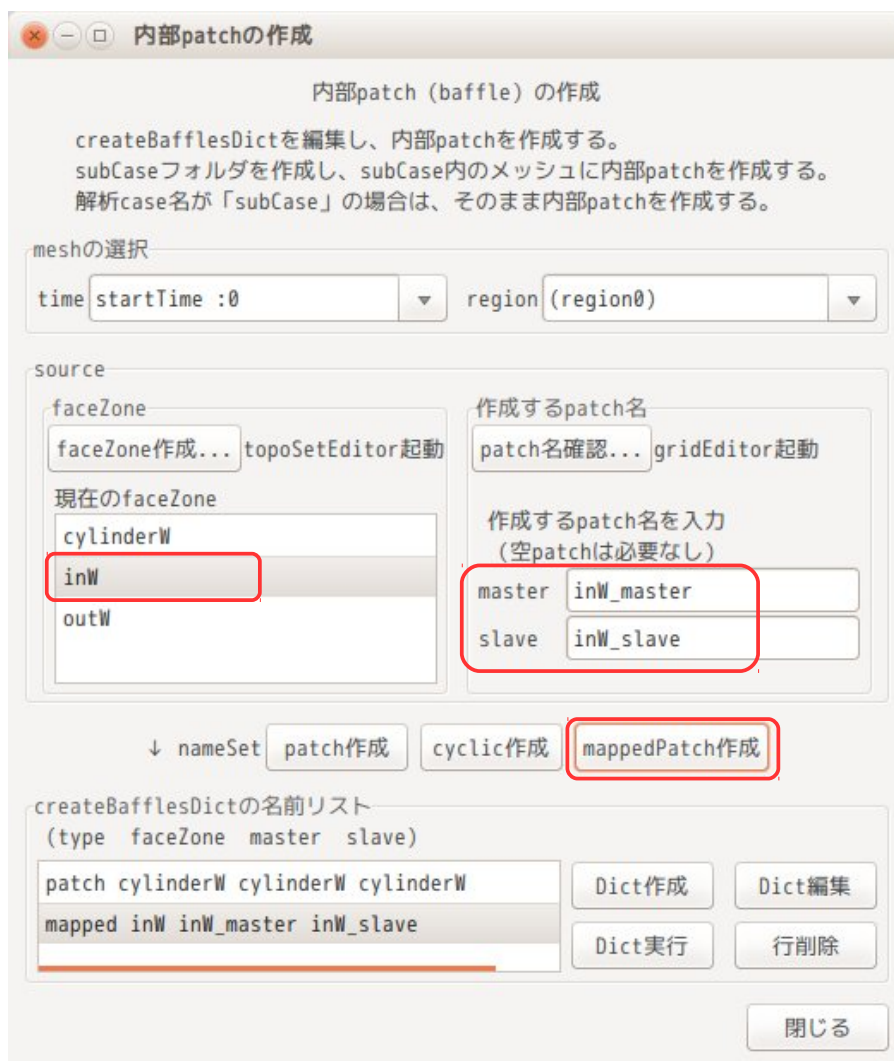 内部patchの作成
内部patch (baffle) の作成
createBafflesDictを編集し、内部patchを作成する。
subCaseフォルダを作成し、subCase内のメッシュに内部patchを作成する。
解析case名が「subCase」の場合は、そのまま内部patchを作成する。
meshの選択
time startTime :0 region (region0)
source
faceZone
faceZone作成... topoSetEditor起動
現在のfaceZone
cylinderW
inW
outW
作成するpatch名
patch名確認... gridEditor起動
作成するpatch名を入力
(空patchは必要なし)
master inW_master
slave inW_slave
↓ nameSet patch作成 cyclic作成 mappedPatch作成
createBafflesDictの名前リスト
(type faceZone master slave)
patch cylinderW cylinderW cylinderW
mapped inW inW_master inW_slave
Dict作成 Dict編集
Dict実行 行削除
閉じる